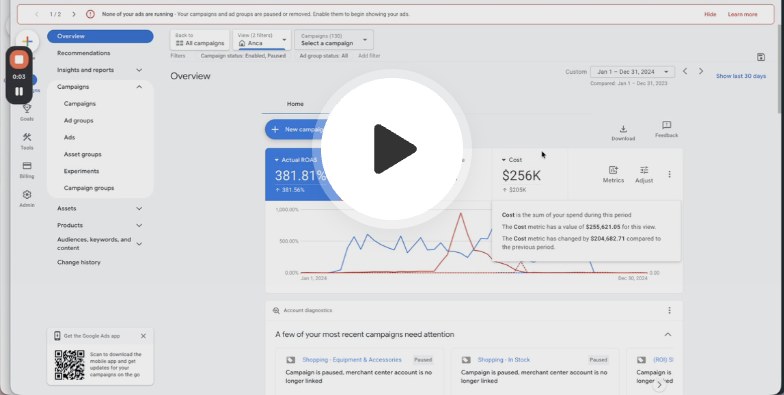 1 / 2
None of your ads are running - Your campaigns and ad groups are paused or removed. Enable them to begin showing your ads.
Hide
Learn more
0:03
Goals
Tools
Billing
Admin
Overview
Recommendations
Insights and reports
Campaigns
Campaigns
Ad groups
Ads
Asset groups
Experiments
Campaign groups
Assets
Products
Audiences, keywords, and
content
Change history
Get the Google Ads app
Scan to download the
mobile app and get
updates for your
campaigns on the go
Back to
All campaigns
View (2 filters)
Anca
Campaigns (130)
Select a campaign
Filters
Campaign status: Enabled, Paused
Ad group status: All
Add filter
Overview
Custom
Jan 1 – Dec 31, 2024
Compared: Jan 1 – Dec 31, 2023
Show last 30 days
Home
New campaign
Download
Feedback
Actual ROAS
381.81%
↑ 381.56%
Cost
$256K
↑ $205K
Metrics
Adjust
Cost is the sum of your spend during this period
The Cost metric has a value of $255,621.05 for this view.
The Cost metric has changed by $204,682.71 compared to
the previous period.
1,000.00%
500.00%
0.00%
0.00
Jan 1, 2024
Dec 30, 2024
Account diagnostics
A few of your most recent campaigns need attention
Shopping - Equipment & Accessories
Paused
Campaign is paused, merchant center account is no
longer linked
Shopping - In Stock
Paused
Campaign is paused, merchant center account is no
longer linked
Campaign
longer